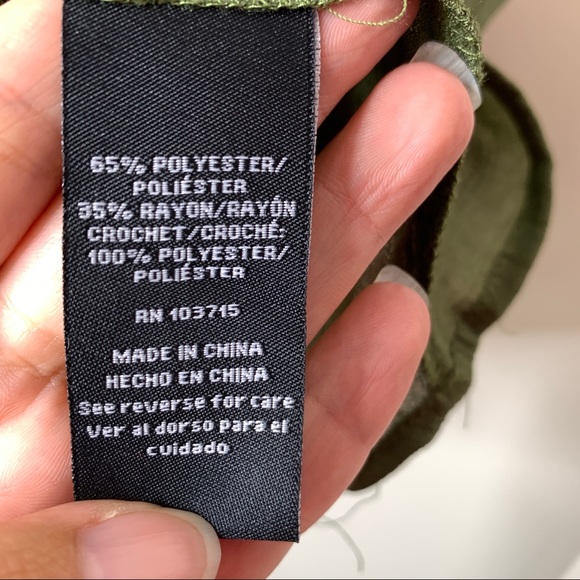 65% POLYESTER/
POLIÉSTER
35% RAYON/RAYÓN
CROCHET/CROCHÉ:
100% POLYESTER/
POLIÉSTER
RN 103715
MADE IN CHINA
HECHO EN CHINA
See reverse for care
Ver al dorso para el
cuidado